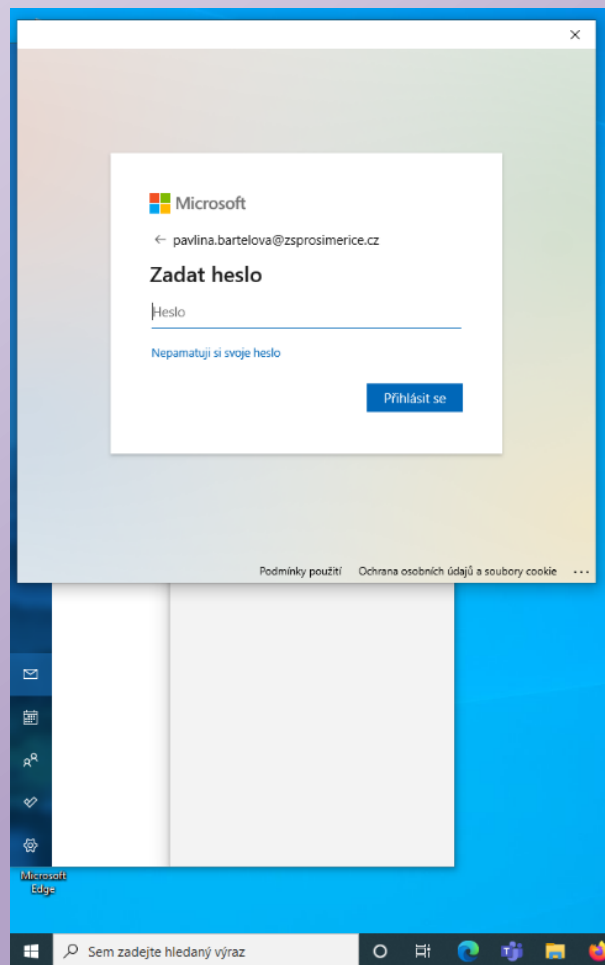 Microsoft
pavlina.bartelova@zsprosimerice.cz
Zadat heslo
Heslo
Nepamatuji si svoje heslo
Přihlásit se
Podmínky použití Ochrana osobních údajů a soubory cookie ...
Microsoft
Edge
Sem zadejte hledaný výraz